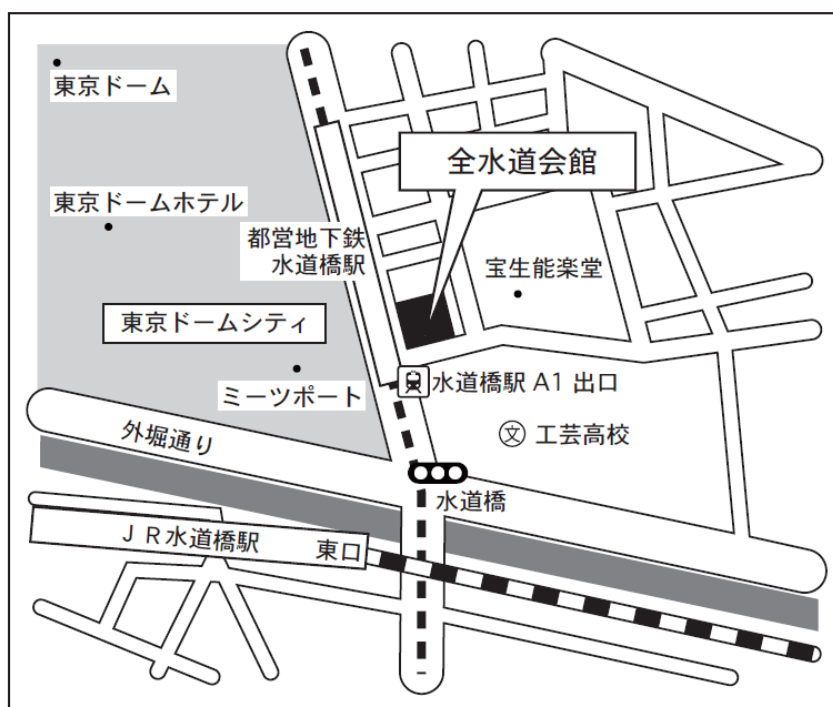 東京ドーム
全水道会館
東京ドームホテル
都営地下鉄
水道橋駅
宝生能楽堂
東京ドームシティ
ミーツポート
水道橋駅 A1 出口
外堀通り
文 工芸高校
水道橋
JR水道橋駅 東口